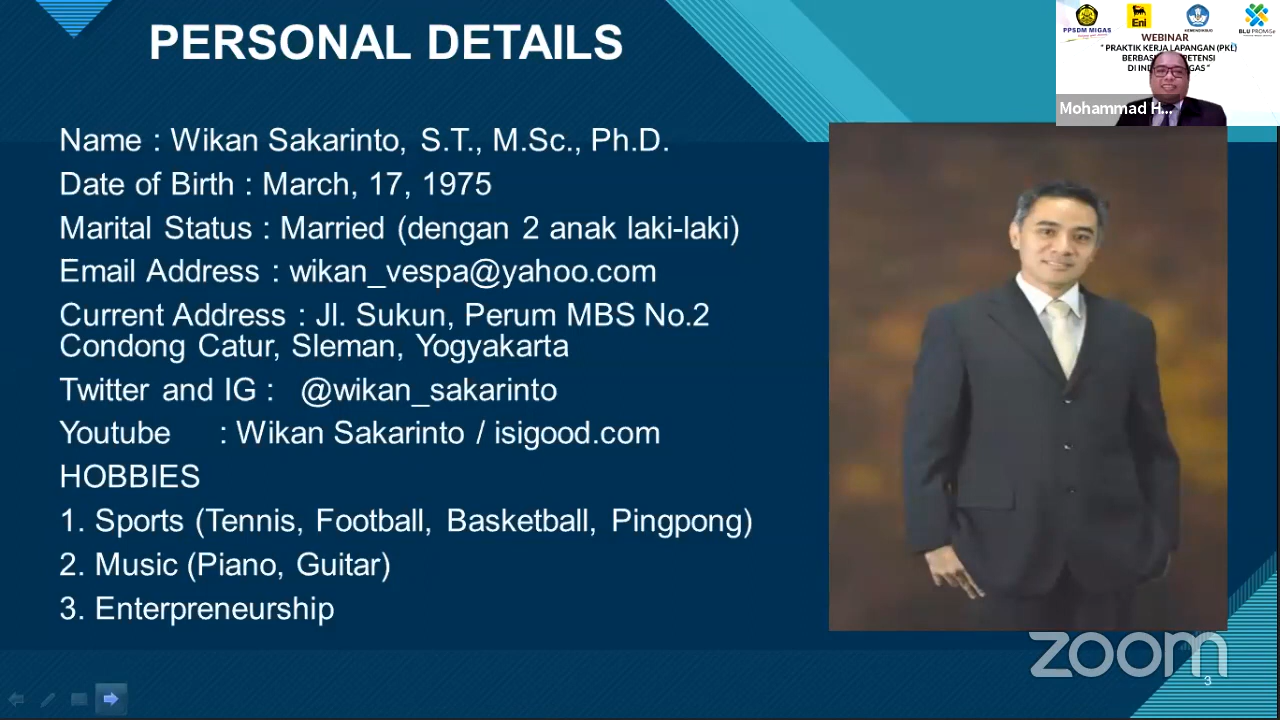 PERSONAL DETAILS
Name : Wikan Sakarinto, S.T., M.Sc., Ph.D.
Date of Birth : March, 17, 1975
Marital Status : Married (dengan 2 anak laki-laki)
Email Address : wikan_vespa@yahoo.com
Current Address : Jl. Sukun, Perum MBS No.2
Condong Catur, Sleman, Yogyakarta
Twitter and IG : @wikan_sakarinto
Youtube : Wikan Sakarinto / isigood.com
HOBBIES
1. Sports (Tennis, Football, Basketball, Pingpong)
2. Music (Piano, Guitar)
3. Enterpreneurship
PPSDM MIGAS
Eni
WEBINAR
" PRAKTIK KERJA LAPANGAN (PKL)
DI
Mohammad H...
zoom
3